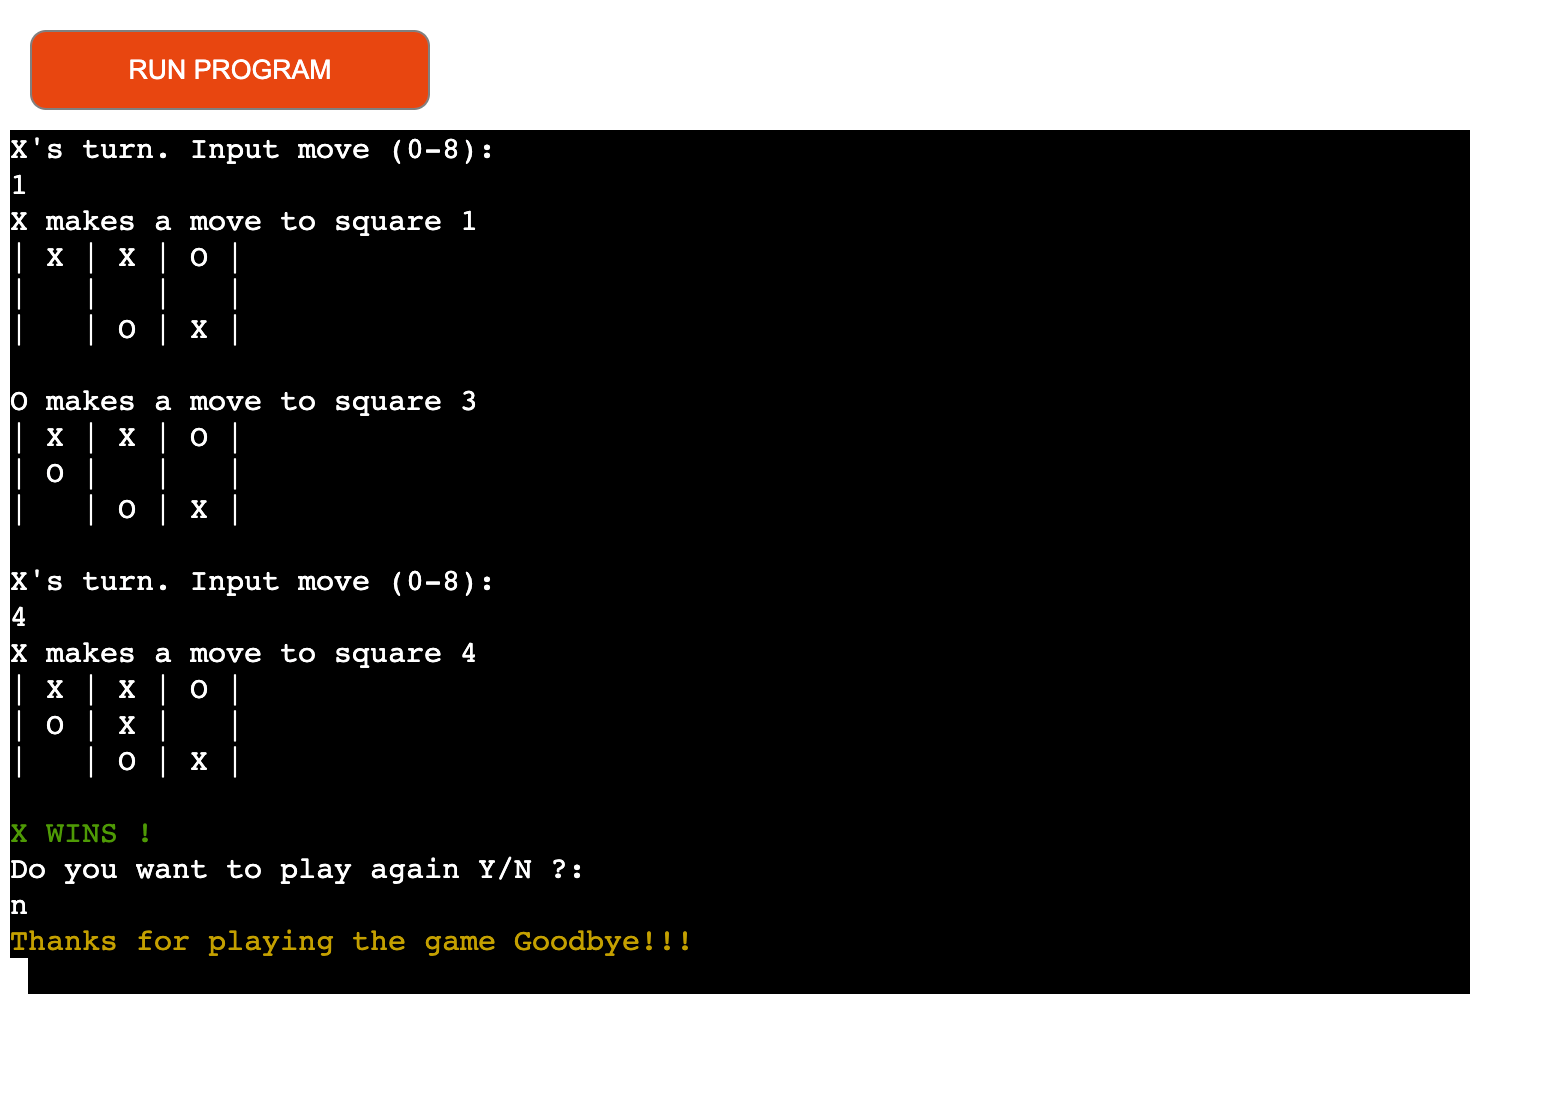 RUN PROGRAM
X's turn. Input move (0-8):
1
X makes a move to square 1
| X | X | O |
|   |   |   |
|   | O | X |
O makes a move to square 3
| X | X | O |
| O |   |   |
|   | O | X |
X's turn. Input move (0-8):
4
X makes a move to square 4
| X | X | O |
| O | X |   |
|   | O | X |
X WINS !
Do you want to play again Y/N ?:
n
Thanks for playing the game Goodbye!!!